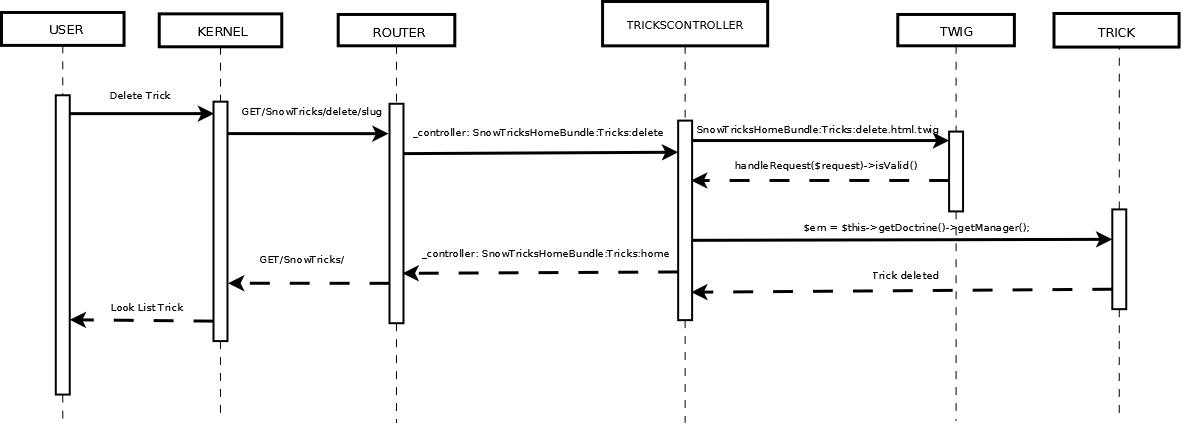 USER
KERNEL
ROUTER
TRICKSCONTROLLER
TWIG
TRICK
Delete Trick
GET/SnowTricks/delete/slug
_controller: SnowTricksHomeBundle:Tricks:delete
SnowTricksHomeBundle:Tricks:delete.html.twig
handleRequest($request)->isValid()
$em = $this->getDoctrine()->getManager();
_controller: SnowTricksHomeBundle:Tricks:home
GET/SnowTricks/
Trick deleted
Look List Trick